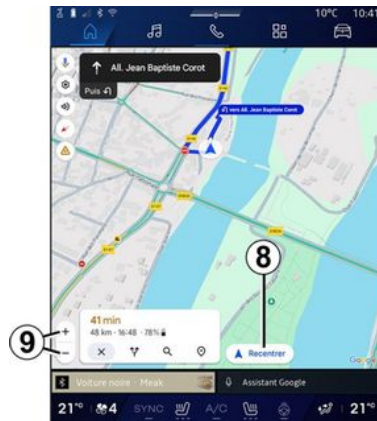 10°C 10:41
All. Jean Baptiste Corot
Puis
vers All. Jean Baptiste Corot
8
41 min
48 km · 16:48 · 78%
9
+
−
Recentrer
Google
Voiture noire · Meak
Assistant Google
21°C 4 SYNC A/C 21°C